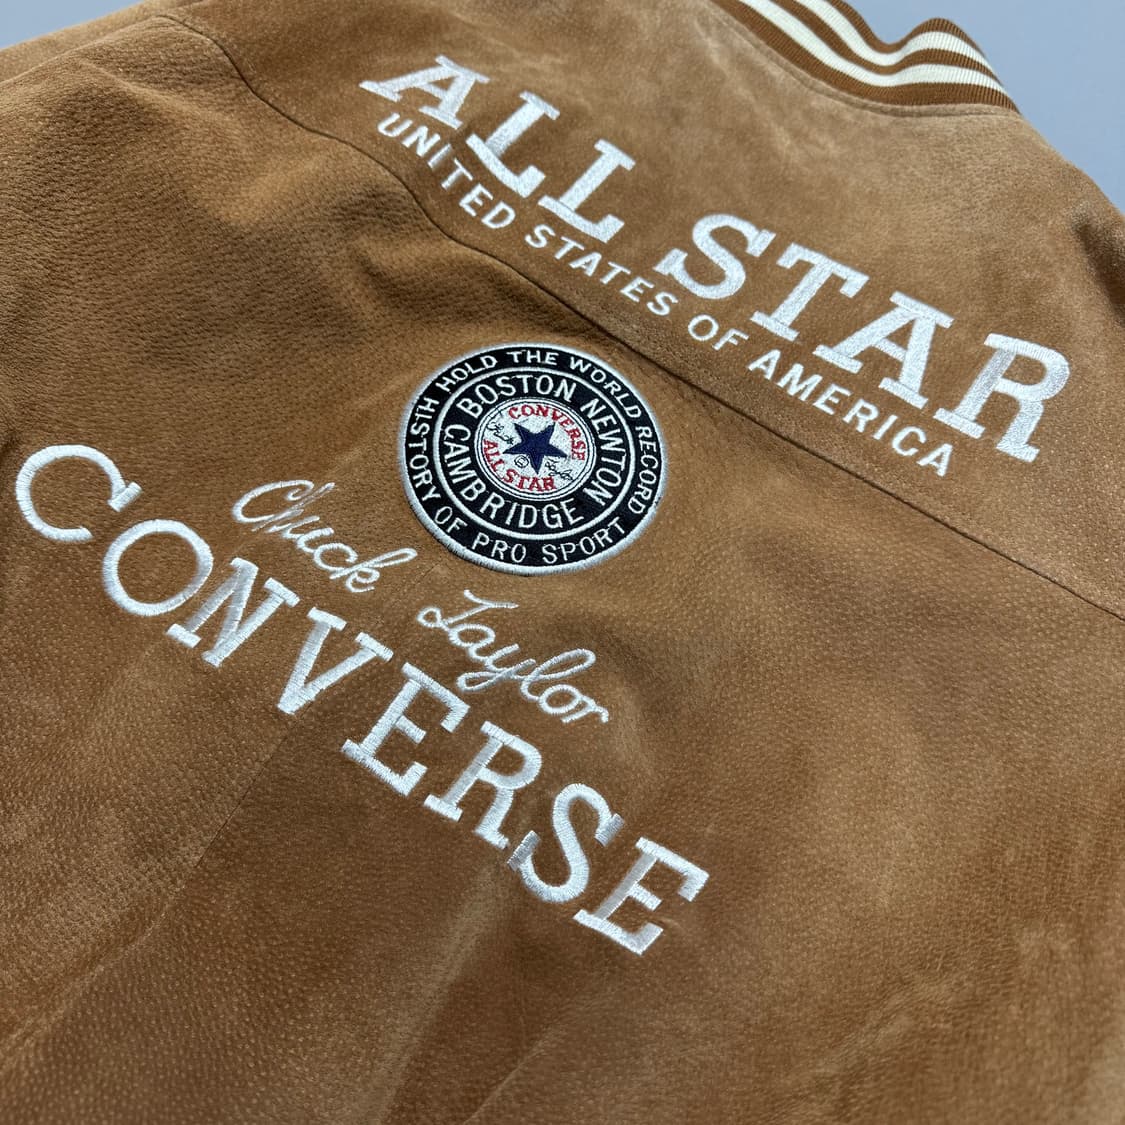 ALL STAR
UNITED STATES OF AMERICA
HOLD THE WORLD RECORD
HISTORY OF PRO SPORT
BOSTON NEWTON
CAMBRIDGE
CONVERSE
ALL STAR
Chuck Taylor
CONVERSE